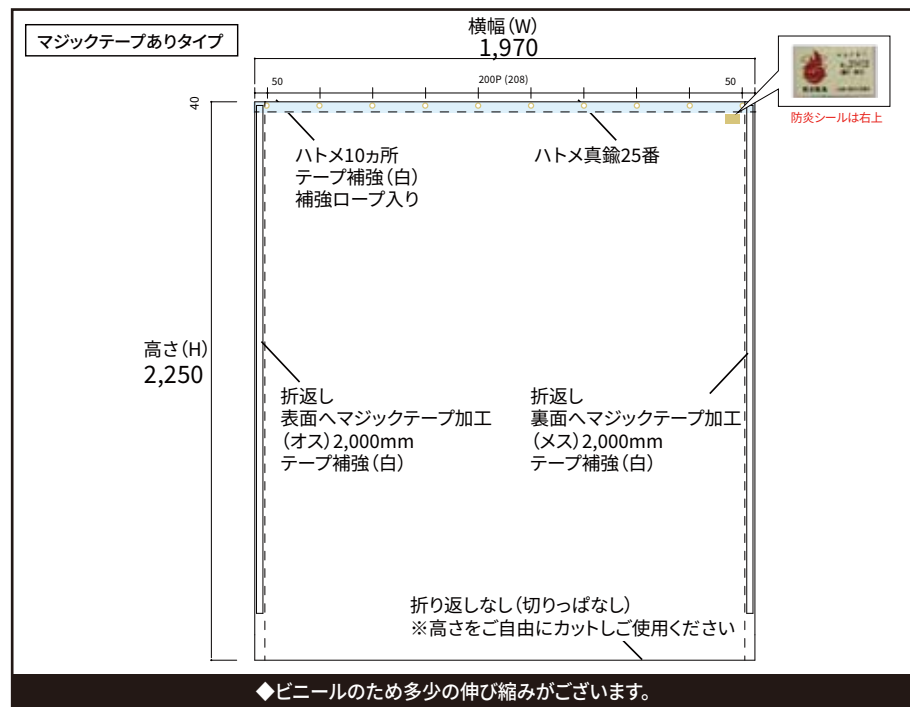 マジックテープありタイプ
横幅(W)
1,970
50
200P (208)
50
40
防炎シールは右上
ハトメ10ヵ所
テープ補強(白)
補強ロープ入り
ハトメ真鍮25番
高さ(H)
2,250
折返し
表面へマジックテープ加工
(オス)2,000mm
テープ補強(白)
折返し
裏面へマジックテープ加工
(メス)2,000mm
テープ補強(白)
折り返しなし(切りっぱなし)
※高さをご自由にカットしご使用ください
◆ビニールのため多少の伸び縮みがございます。